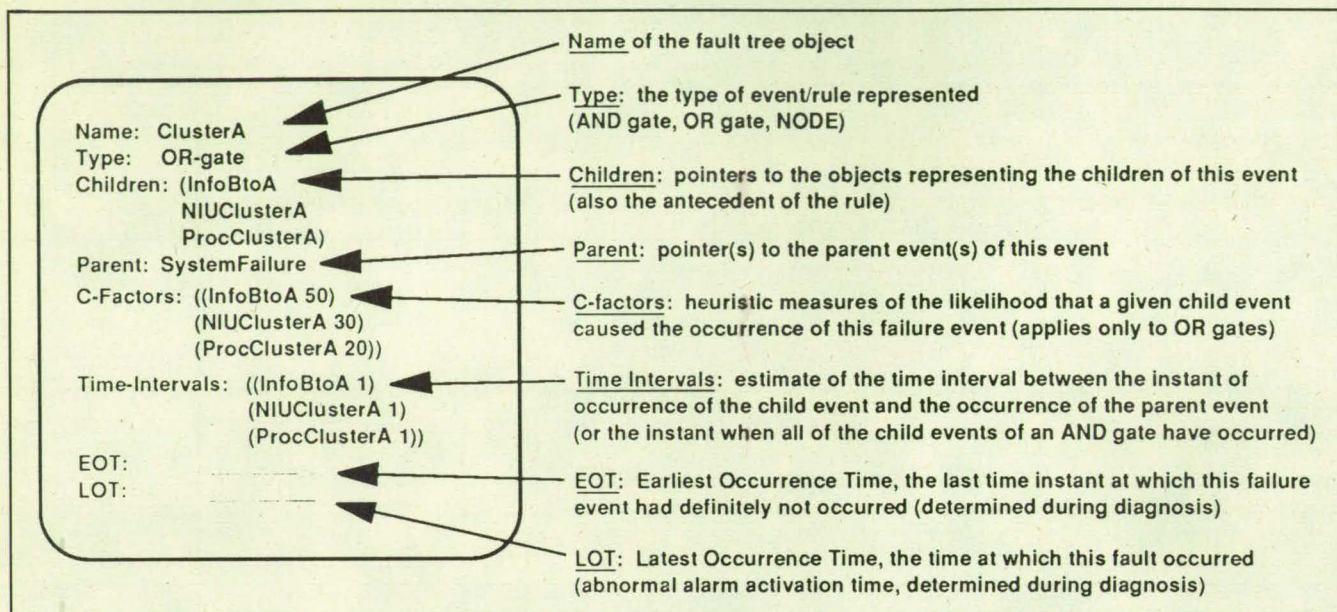 Name: ClusterA
Type: OR-gate
Children: (InfoBtoA
NIUClusterA
ProcClusterA)
Parent: SystemFailure
C-Factors: ((InfoBtoA 50)
(NIUClusterA 30)
(ProcClusterA 20))
Time-Intervals: ((InfoBtoA 1)
(NIUClusterA 1)
(ProcClusterA 1))
EOT:
LOT:
Name of the fault tree object
Type: the type of event/rule represented
(AND gate, OR gate, NODE)
Children: pointers to the objects representing the children of this event
(also the antecedent of the rule)
Parent: pointer(s) to the parent event(s) of this event
C-factors: heuristic measures of the likelihood that a given child event
caused the occurrence of this failure event (applies only to OR gates)
Time Intervals: estimate of the time interval between the instant of
occurrence of the child event and the occurrence of the parent event
(or the instant when all of the child events of an AND gate have occurred)
EOT: Earliest Occurrence Time, the last time instant at which this failure
event had definitely not occurred (determined during diagnosis)
LOT: Latest Occurrence Time, the time at which this fault occurred
(abnormal alarm activation time, determined during diagnosis)